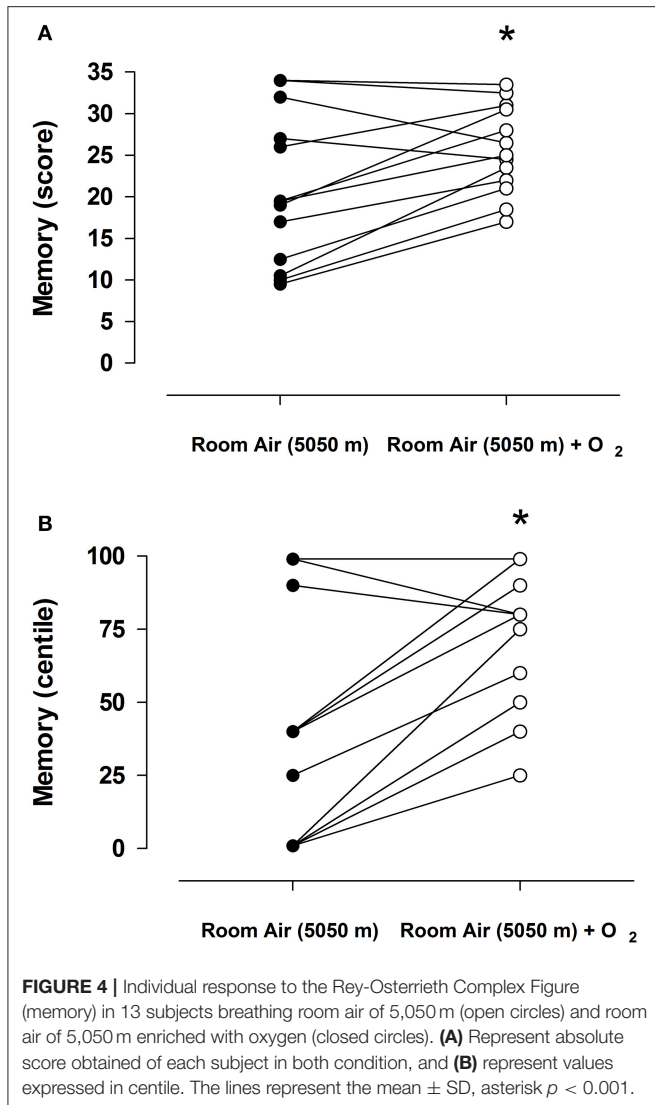 A
*
35
30
25
20
15
10
5
0
Memory (score)
Room Air (5050 m) Room Air (5050 m) + O 2
B
*
100
75
50
25
0
Memory (centile)
Room Air (5050 m) Room Air (5050 m) + O 2
FIGURE 4 | Individual response to the Rey-Osterrieth Complex Figure
(memory) in 13 subjects breathing room air of 5,050 m (open circles) and room
air of 5,050 m enriched with oxygen (closed circles). (A) Represent absolute
score obtained of each subject in both condition, and (B) represent values
expressed in centile. The lines represent the mean ± SD, asterisk p < 0.001.